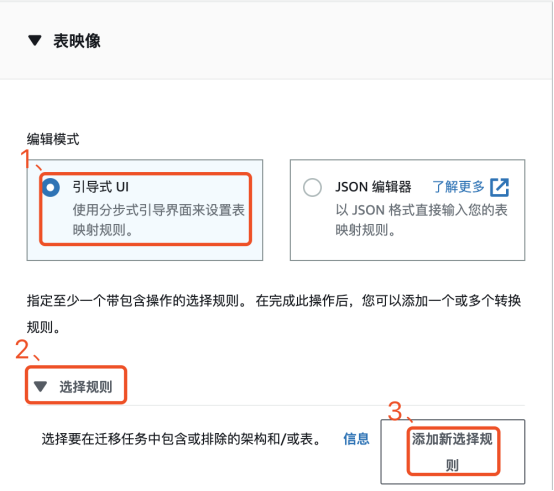 ▼ 表映像
编辑模式
1、
引导式 UI
使用分步式引导界面来设置表
映射规则。
JSON 编辑器 了解更多
以 JSON 格式直接输入您的表
映射规则。
指定至少一个带包含操作的选择规则。 在完成此操作后，您可以添加一个或多个转换
规则。
2、
▼ 选择规则
3、
选择要在迁移任务中包含或排除的架构和/或表。 信息
添加新选择规
则